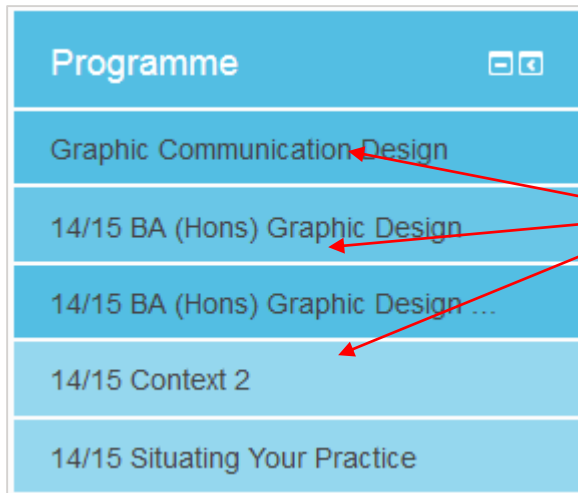 Programme
Graphic Communication Design
14/15 BA (Hons) Graphic Design
14/15 BA (Hons) Graphic Design ...
14/15 Context 2
14/15 Situating Your Practice